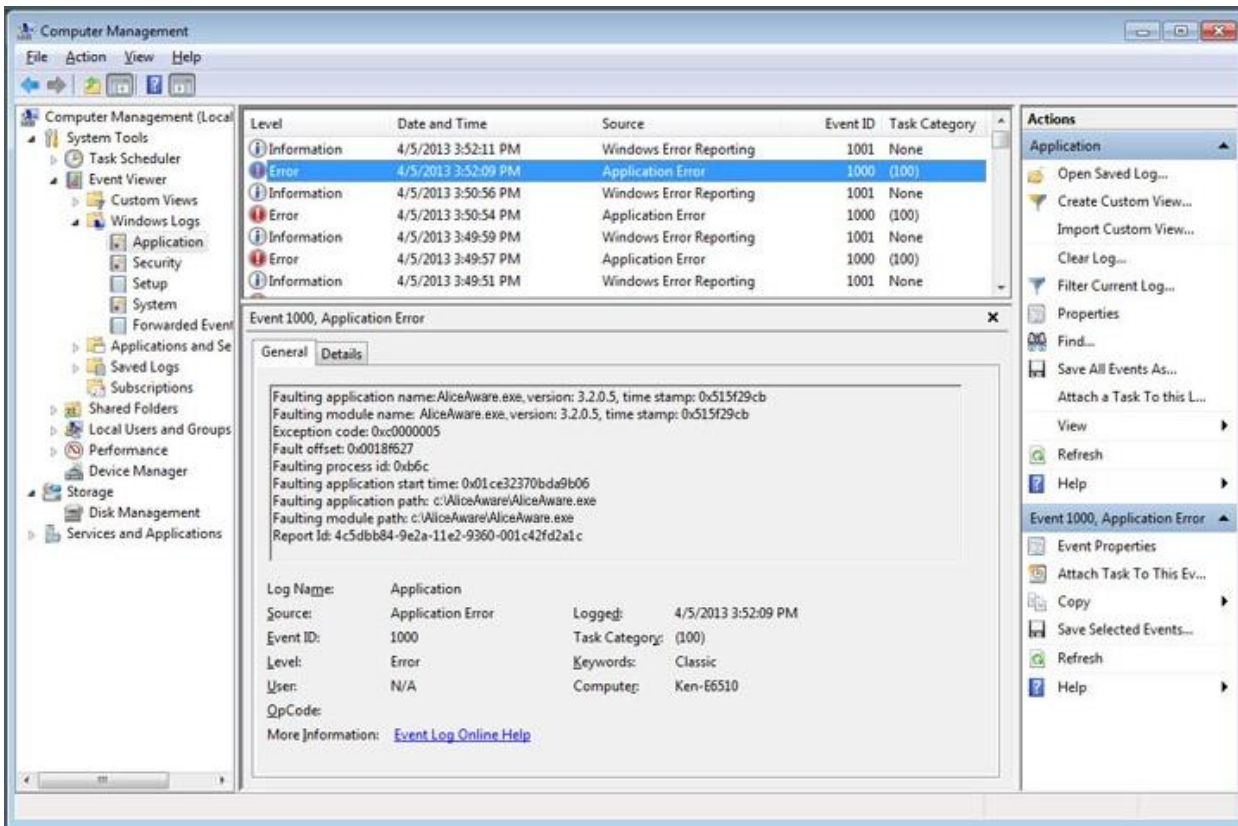 Computer Management
File Action View Help
Computer Management (Local
System Tools
Task Scheduler
Event Viewer
Custom Views
Windows Logs
Application
Security
Setup
System
Forwarded Event
Applications and Se
Saved Logs
Subscriptions
Shared Folders
Local Users and Groups
Performance
Device Manager
Storage
Disk Management
Services and Applications
Level Date and Time Source Event ID Task Category
Information 4/5/2013 3:52:11 PM Windows Error Reporting 1001 None
Error 4/5/2013 3:52:09 PM Application Error 1000 (100)
Information 4/5/2013 3:50:56 PM Windows Error Reporting 1001 None
Error 4/5/2013 3:50:54 PM Application Error 1000 (100)
Information 4/5/2013 3:49:59 PM Windows Error Reporting 1001 None
Error 4/5/2013 3:49:57 PM Application Error 1000 (100)
Information 4/5/2013 3:49:51 PM Windows Error Reporting 1001 None
Event 1000, Application Error
General Details
Faulting application name: AliceAware.exe, version: 3.2.0.5, time stamp: 0x515f29cb
Faulting module name: AliceAware.exe, version: 3.2.0.5, time stamp: 0x515f29cb
Exception code: 0xc0000005
Fault offset: 0x0018f627
Faulting process id: 0xb6c
Faulting application start time: 0x01ce32370bda9b06
Faulting application path: c:\AliceAware\AliceAware.exe
Faulting module path: c:\AliceAware\AliceAware.exe
Report Id: 4c5dbb84-9e2a-11e2-9360-001c42fd2a1c
Log Name: Application
Source: Application Error Logged: 4/5/2013 3:52:09 PM
Event ID: 1000 Task Category: (100)
Level: Error Keywords: Classic
User: N/A Computer: Ken-E6510
OpCode:
More Information: Event Log Online Help
Actions
Application
Open Saved Log...
Create Custom View...
Import Custom View...
Clear Log...
Filter Current Log...
Properties
Find...
Save All Events As...
Attach a Task To this L...
View
Refresh
Help
Event 1000, Application Error
Event Properties
Attach Task To This Ev...
Copy
Save Selected Events...
Refresh
Help